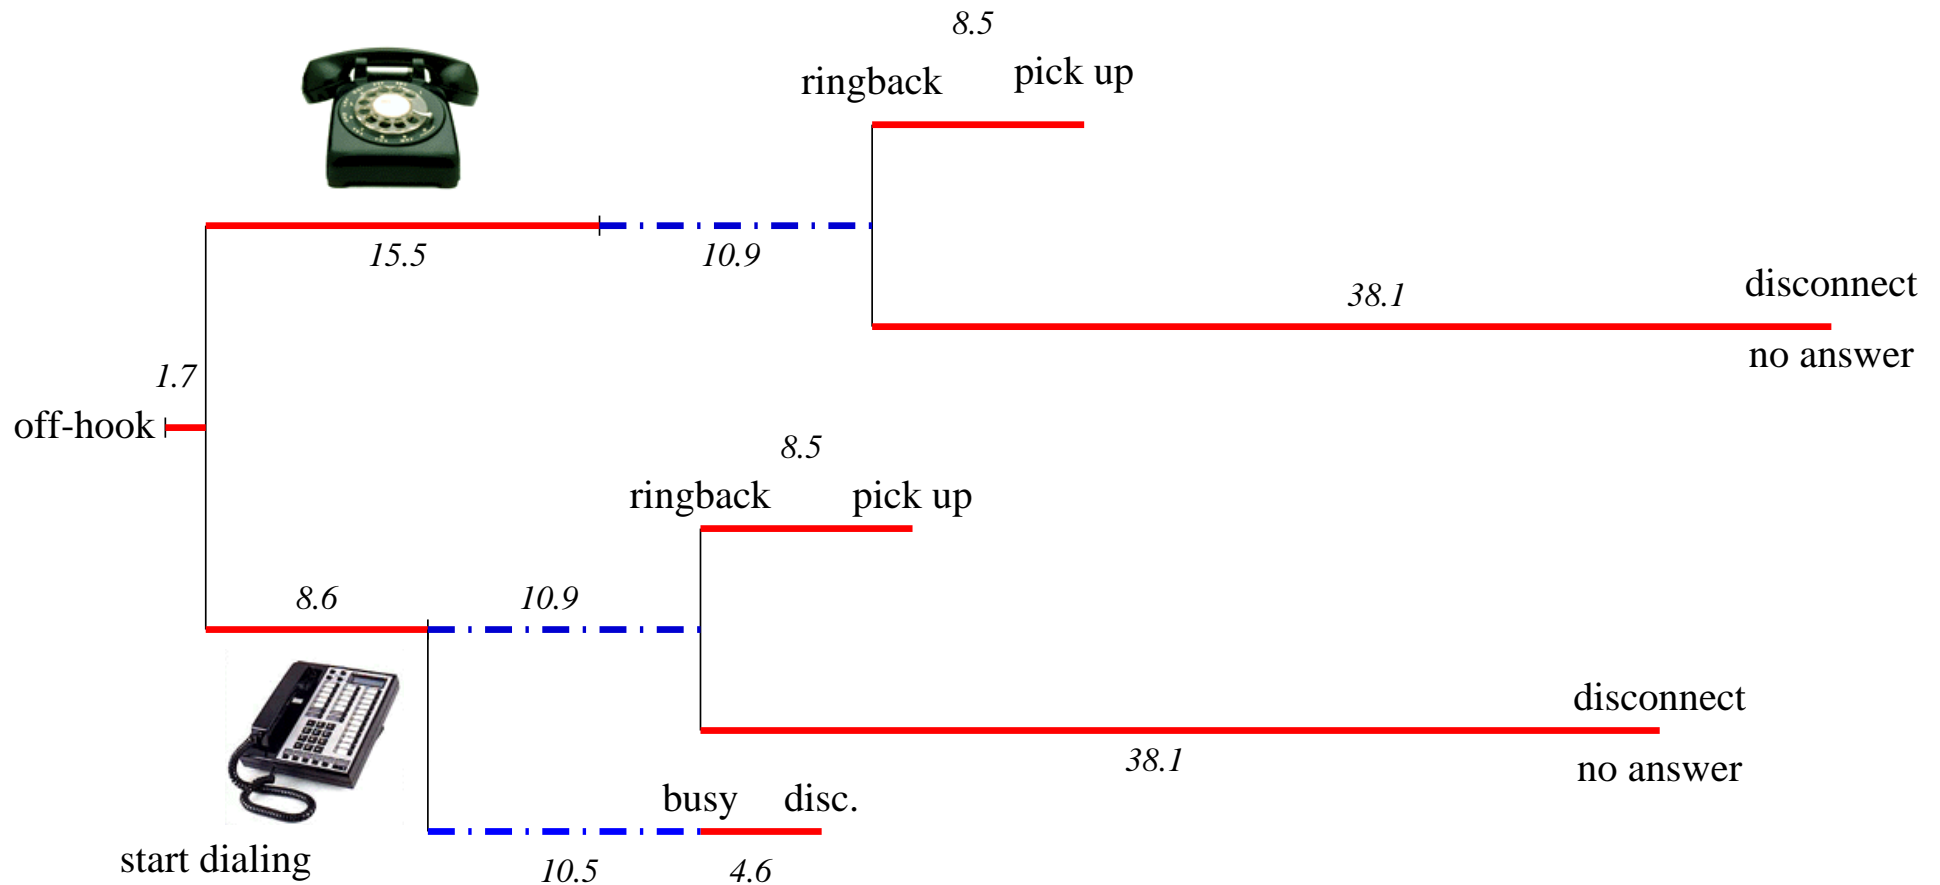 8.5
ringback pick up
15.5 10.9
38.1 disconnect
no answer
1.7
off-hook
8.5
ringback pick up
8.6 10.9
disconnect
38.1
no answer
busy disc.
start dialing
10.5 4.6